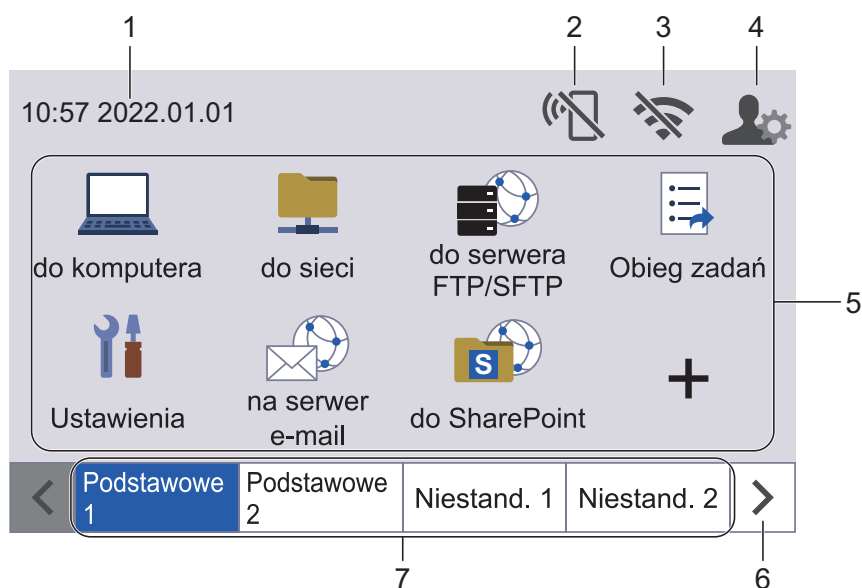 1
2
3
4
10:57 2022.01.01
do komputera
do sieci
do serwera
FTP/SFTP
Obieg zadań
5
Ustawienia
na serwer
e-mail
S
do SharePoint
+
Podstawowe
1
Podstawowe
2
Niestand. 1
Niestand. 2
7
6